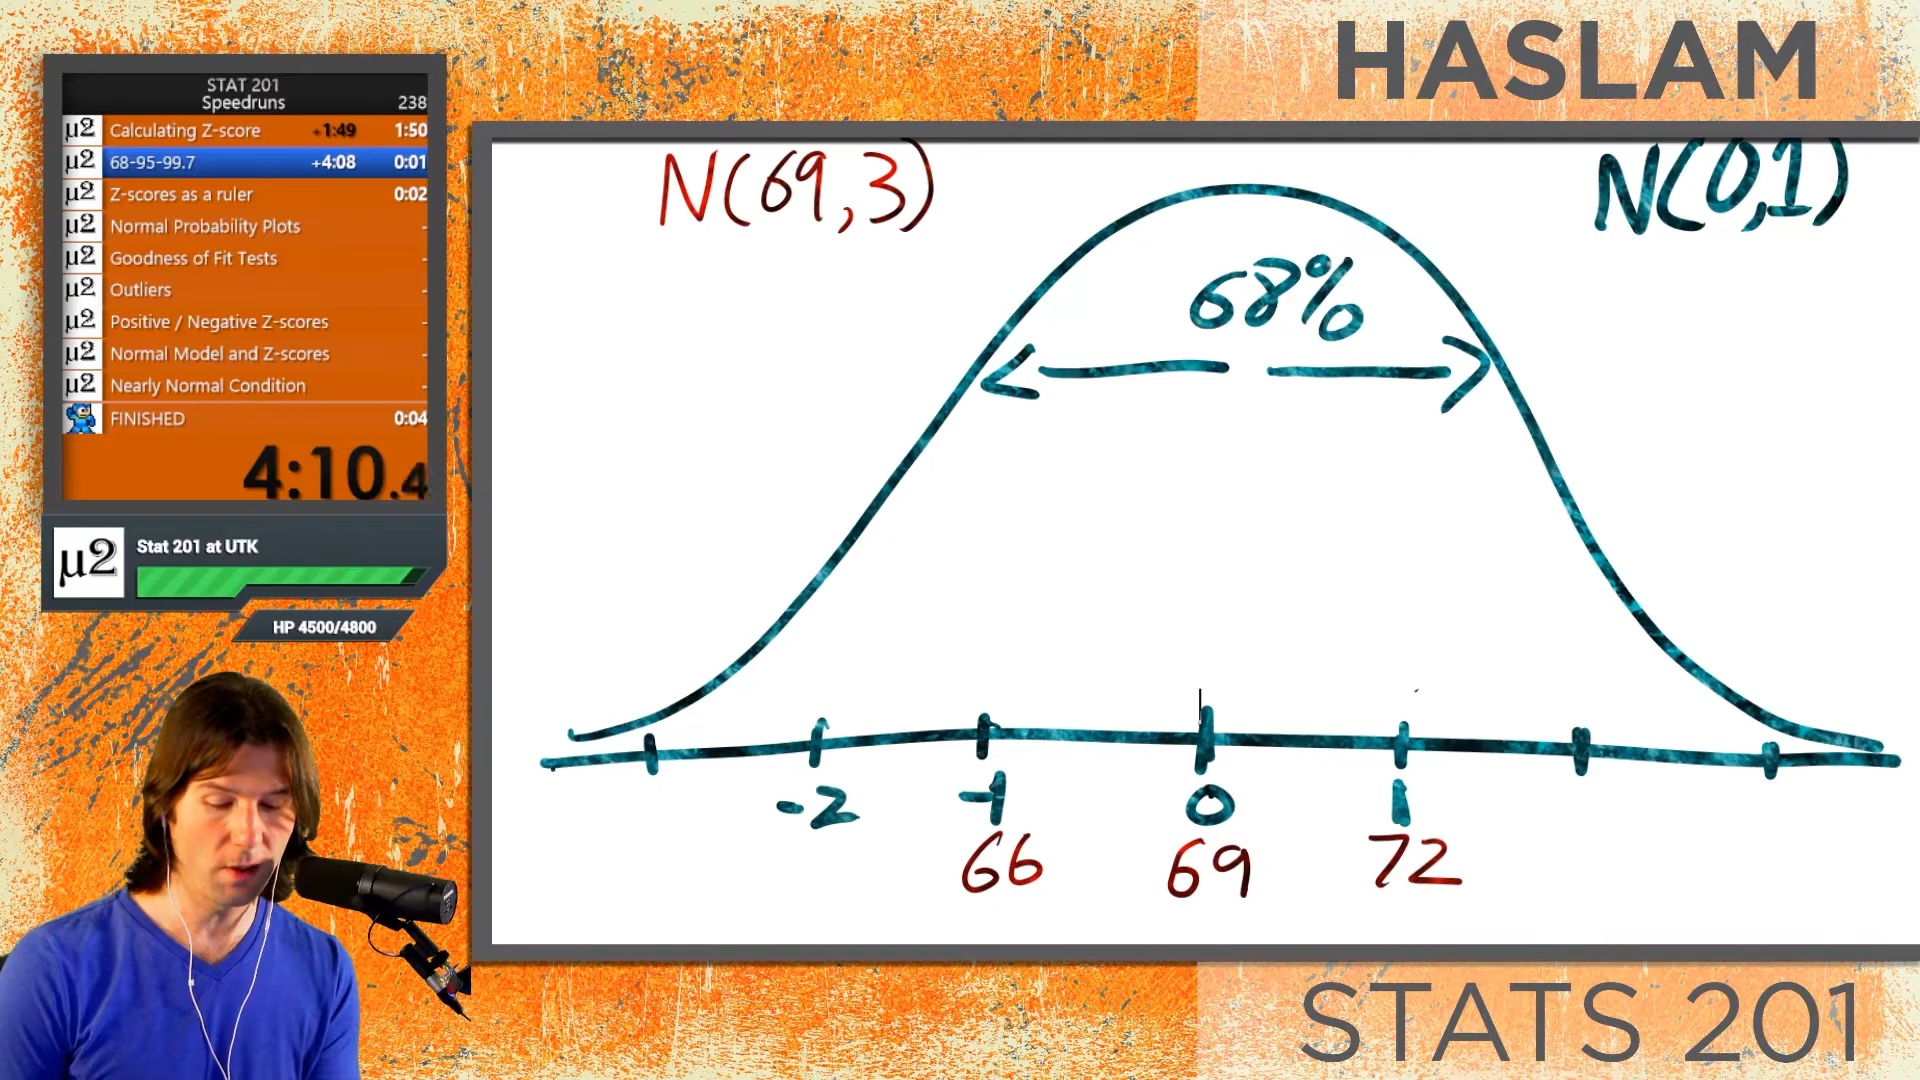 HASLAM
STAT 201
Speedruns 238
μ2 Calculating Z-score +1:49 1:50
μ2 68-95-99.7 +4:08 0:01
μ2 Z-scores as a ruler 0:02
μ2 Normal Probability Plots -
μ2 Goodness of Fit Tests -
μ2 Outliers -
μ2 Positive / Negative Z-scores -
μ2 Normal Model and Z-scores -
μ2 Nearly Normal Condition -
FINISHED 0:04
4:10.4
μ2 Stat 201 at UTK
HP 4500/4800
N(69,3)
N(0,1)
68%
-2 -1 0 1
66 69 72
STATS 201